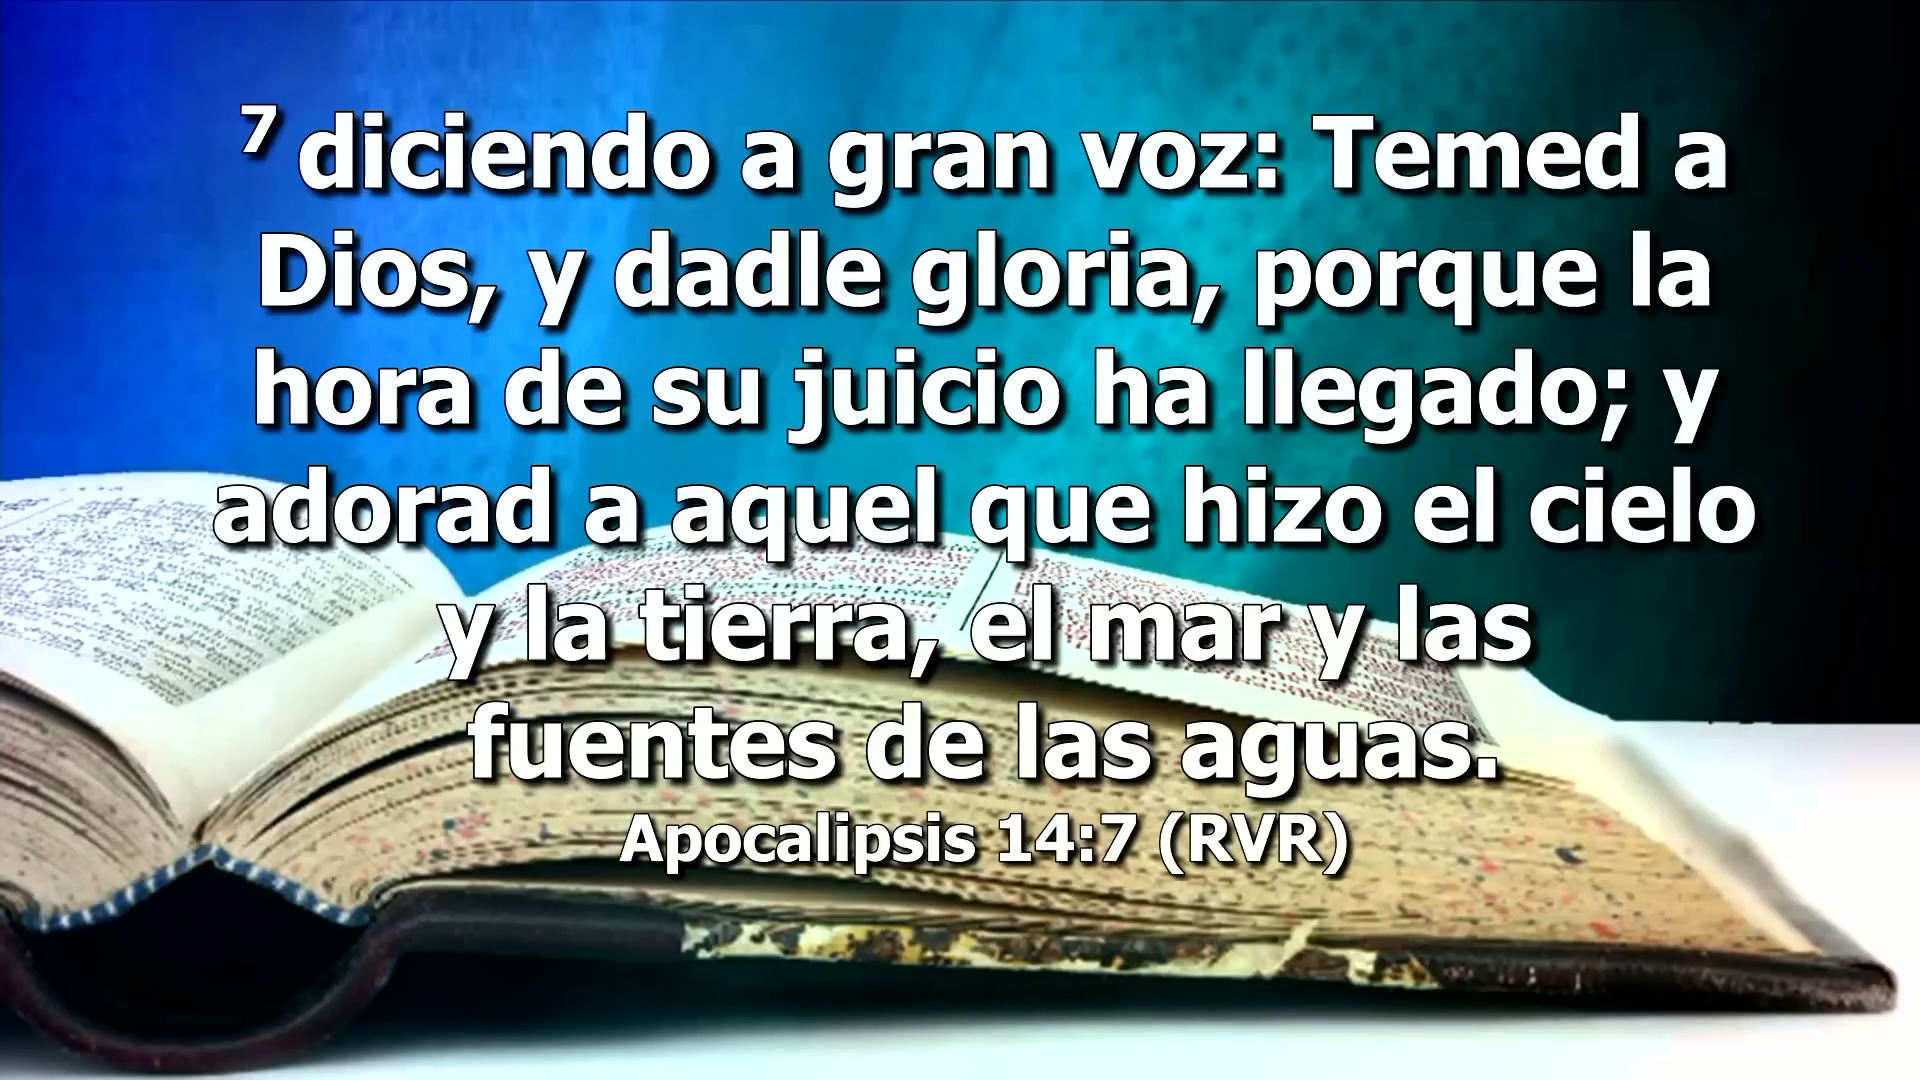 7 diciendo a gran voz: Temed a
Dios, y dadle gloria, porque la
hora de su juicio ha llegado; y
adorad a aquel que hizo el cielo
y la tierra, el mar y las
fuentes de las aguas.
Apocalipsis 14:7 (RVR)